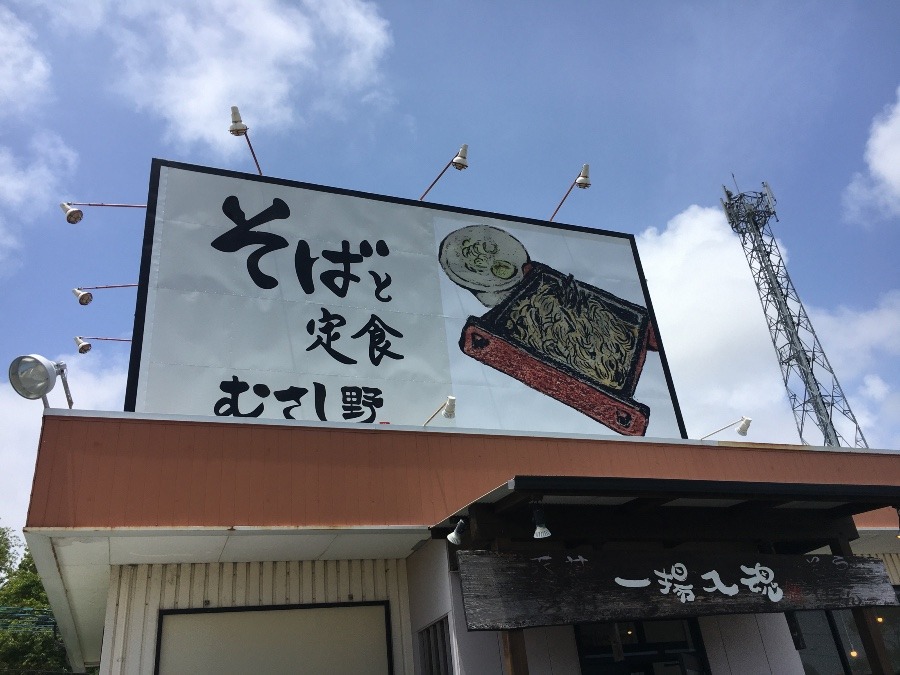 そばと
定食
むさし野
一揚入魂